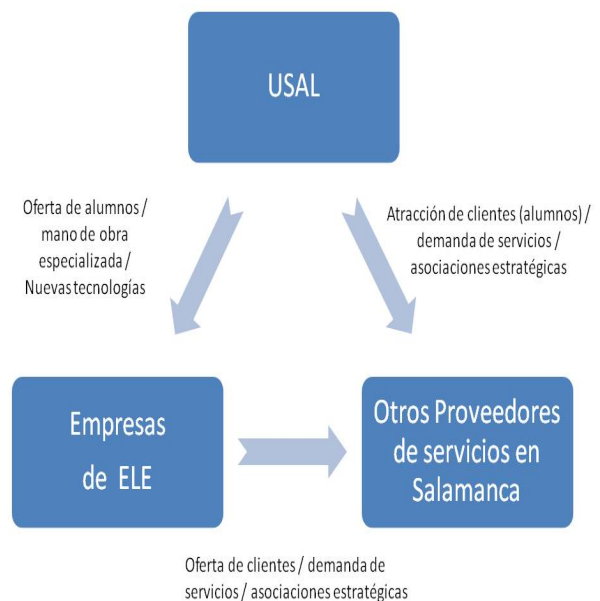 USAL
Oferta de alumnos /
mano de obra
especializada /
Nuevas tecnologías
Atracción de clientes (alumnos) /
demanda de servicios /
asociaciones estratégicas
Empresas
de ELE
Otros Proveedores
de servicios en
Salamanca
Oferta de clientes / demanda de
servicios / asociaciones estratégicas